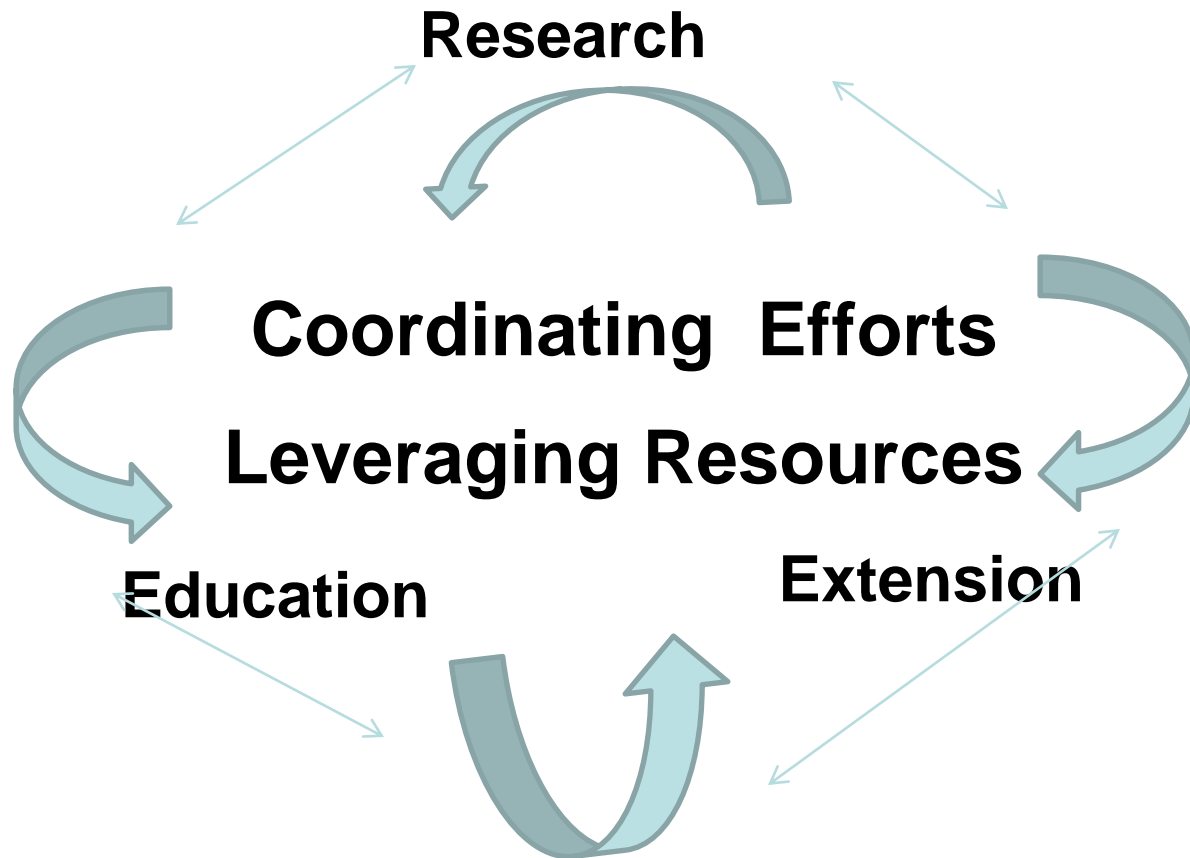 Research
Coordinating  Efforts
Leveraging Resources
Education
Extension